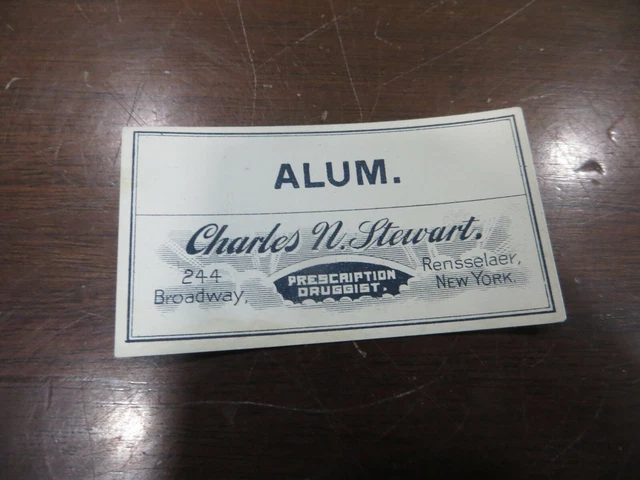 ALUM.
Charles N. Stewart.
244
Broadway,
PRESCRIPTION
DRUGGIST.
Rensselaer,
NEW YORK.